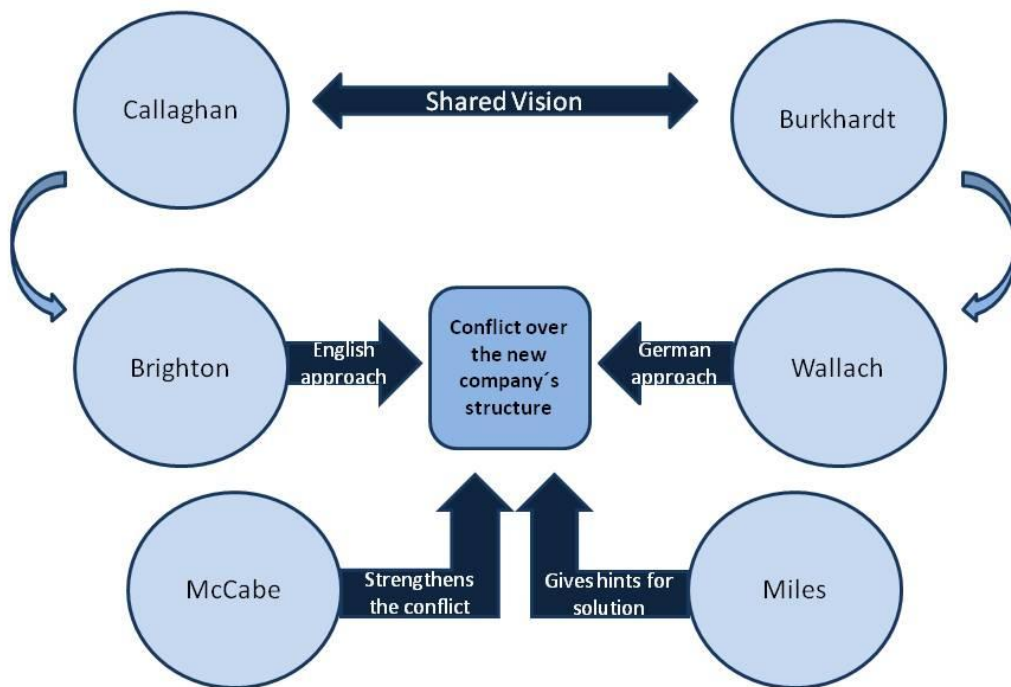 Callaghan
Shared Vision
Burkhardt
Brighton
English
approach
Conflict over
the new
company´s
structure
German
approach
Wallach
McCabe
Strengthens
the conflict
Gives hints for
solution
Miles